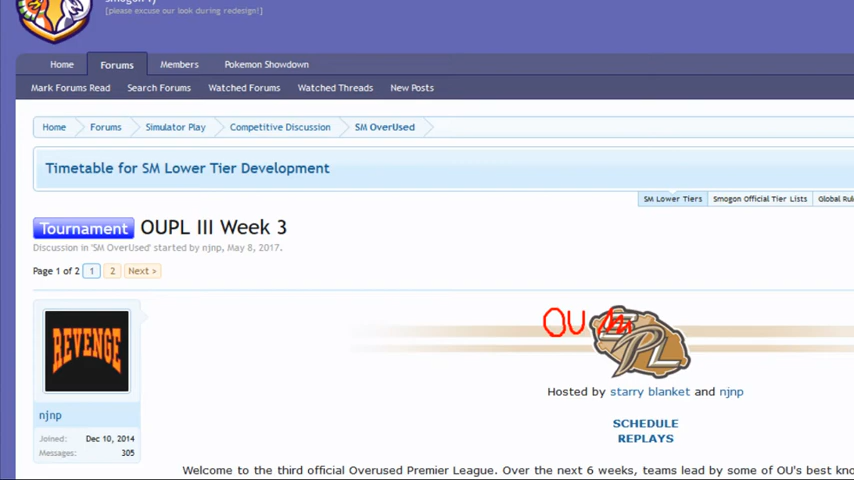 smogon ly
[please excuse our look during redesign!]
Home Forums Members Pokemon Showdown
Mark Forums Read Search Forums Watched Forums Watched Threads New Posts
Home Forums Simulator Play Competitive Discussion SM OverUsed
Timetable for SM Lower Tier Development
SM Lower Tiers Smogon Official Tier Lists Global Rul
Tournament OUPL III Week 3
Discussion in 'SM OverUsed' started by njnp, May 8, 2017.
Page 1 of 2 1 2 Next >
REVENGE
OU
PL
Hosted by starry blanket and njnp
njnp
SCHEDULE
Joined: Dec 10, 2014
REPLAYS
Messages: 305
Welcome to the third official Overused Premier League. Over the next 6 weeks, teams lead by some of OU's best kno